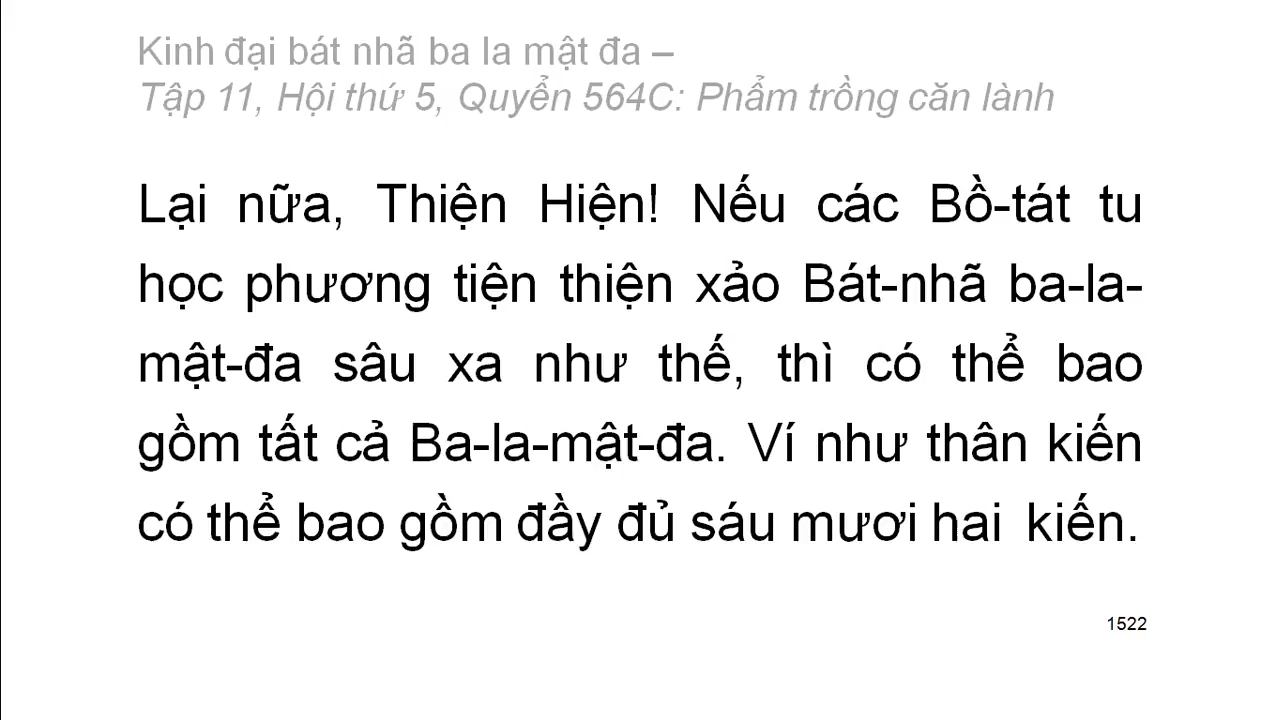 Kinh đại bát nhã ba la mật đa –
Tập 11, Hội thứ 5, Quyển 564C: Phẩm trồng căn lành
Lại nữa, Thiện Hiện! Nếu các Bồ-tát tu
học phương tiện thiện xảo Bát-nhã ba-la-
mật-đa sâu xa như thế, thì có thể bao
gồm tất cả Ba-la-mật-đa. Ví như thân kiến
có thể bao gồm đầy đủ sáu mươi hai kiến.
1522